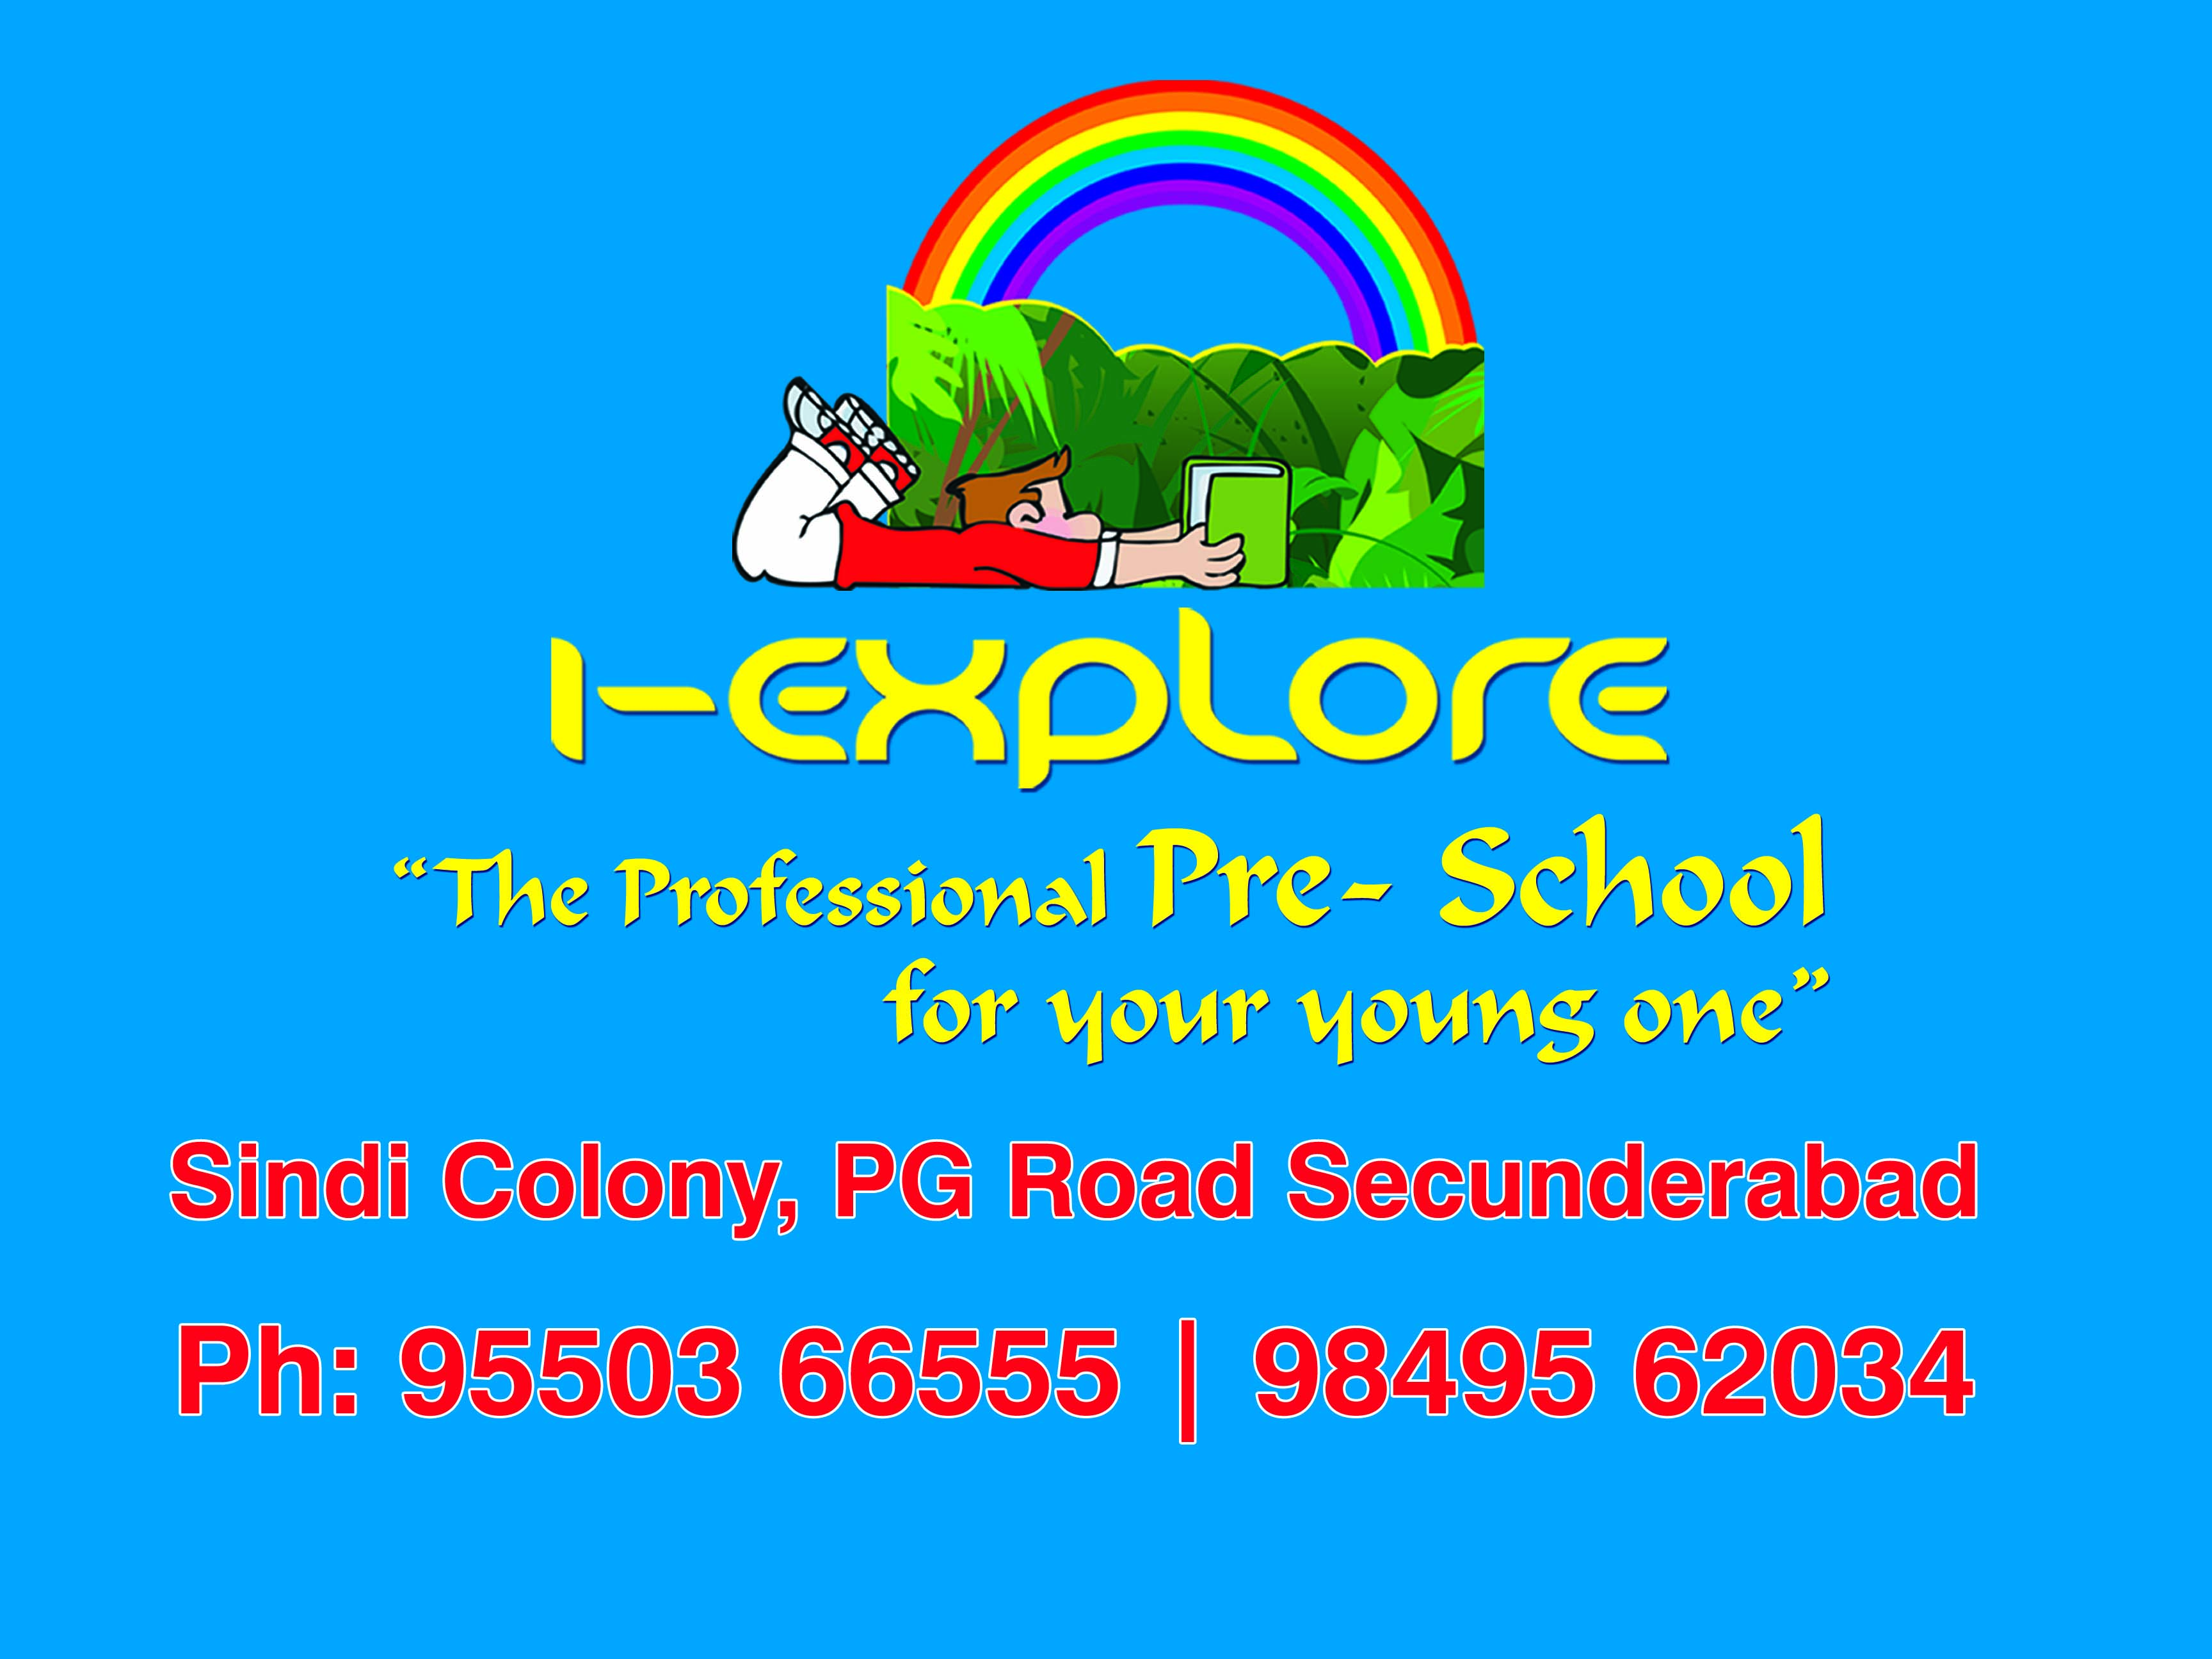 I-EXPLORE
“The Professional Pre- School
for your young one”
Sindi Colony, PG Road Secunderabad
Ph: 95503 66555 | 98495 62034